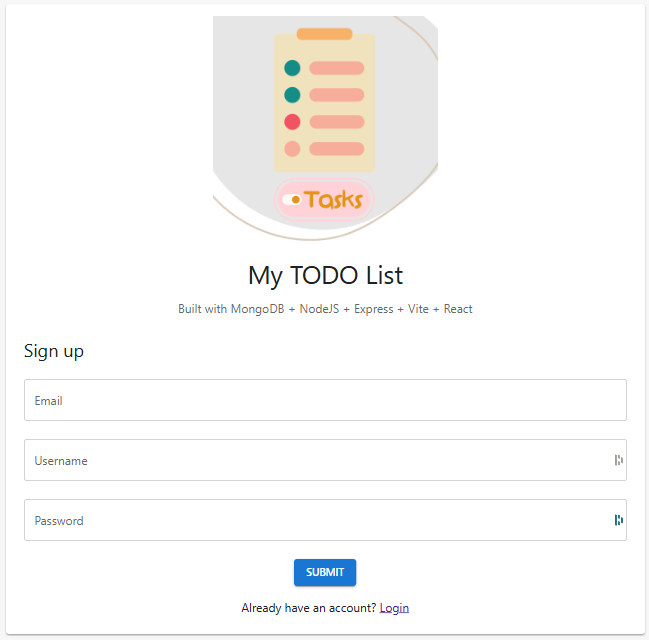 Tasks
My TODO List
Built with MongoDB + NodeJS + Express + Vite + React
Sign up
Email
Username
Password
SUBMIT
Already have an account? Login